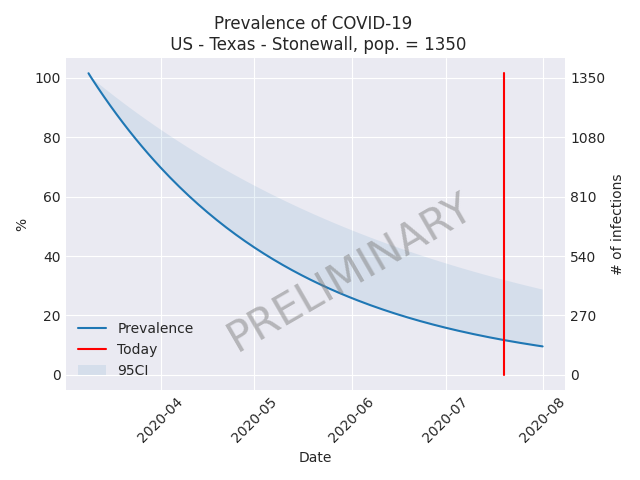 Prevalence of COVID-19
US - Texas - Stonewall, pop. = 1350
100
80
60
40
20
0
%
1350
1080
810
540
270
0
# of infections
PRELIMINARY
Prevalence
Today
95CI
2020-04
2020-05
2020-06
2020-07
2020-08
Date